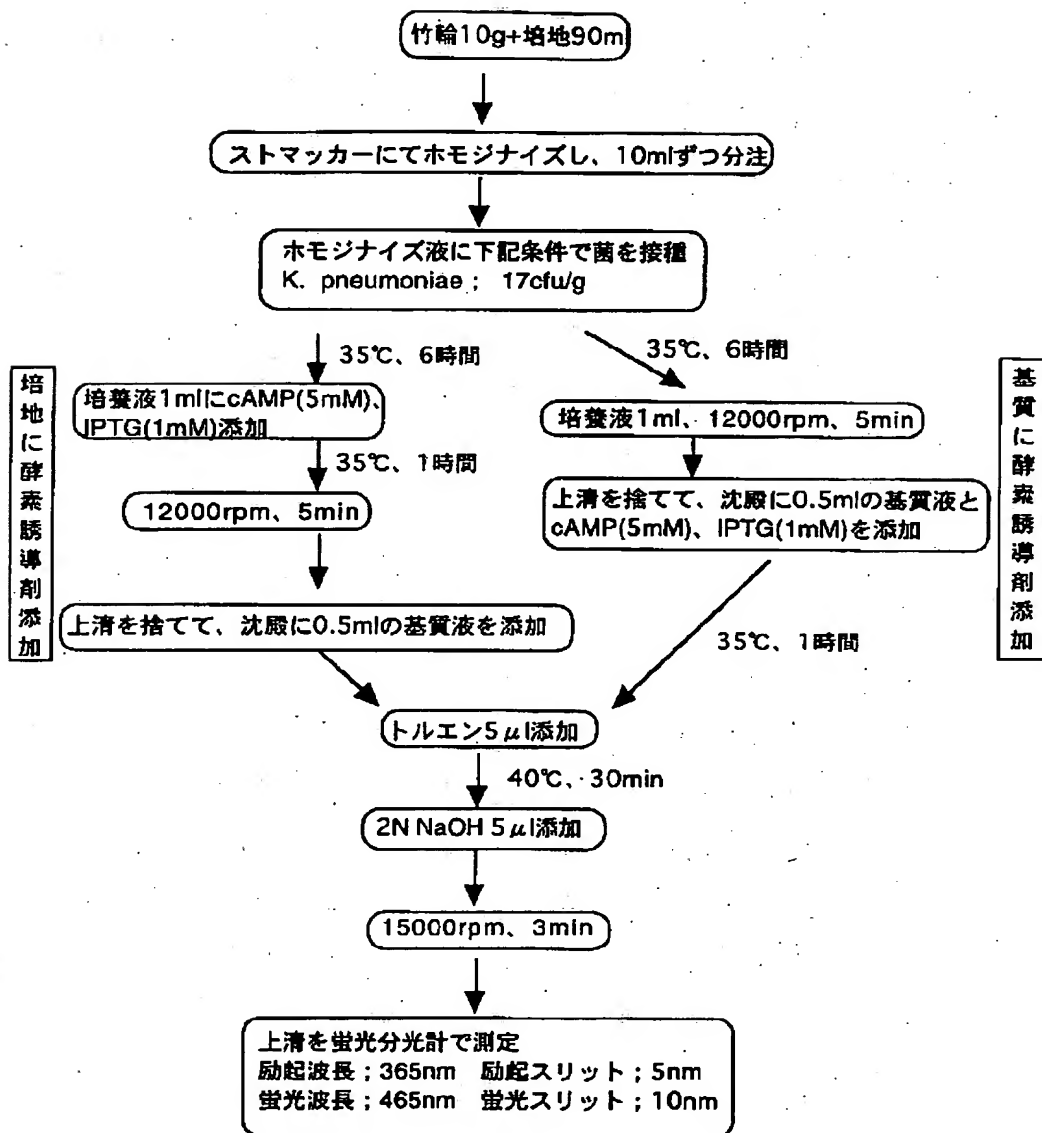 竹輪10g+培地90m
ストマッカーにてホモジナイズし、10mlずつ分注
ホモジナイズ液に下記条件で菌を接種
K. pneumoniae ; 17cfu/g
35℃、6時間
35℃、6時間
培地に酵素誘導剤添加
培養液1mlにcAMP(5mM)、
IPTG(1mM)添加
35℃、1時間
12000rpm、5min
上清を捨てて、沈殿に0.5mlの基質液を添加
培養液1ml、12000rpm、5min
上清を捨てて、沈殿に0.5mlの基質液と
cAMP(5mM)、IPTG(1mM)を添加
35℃、1時間
基質に酵素誘導剤添加
トルエン5μl添加
40℃、30min
2N NaOH 5μl添加
15000rpm、3min
上清を蛍光分光計で測定
励起波長；365nm 励起スリット；5nm
蛍光波長；465nm 蛍光スリット；10nm